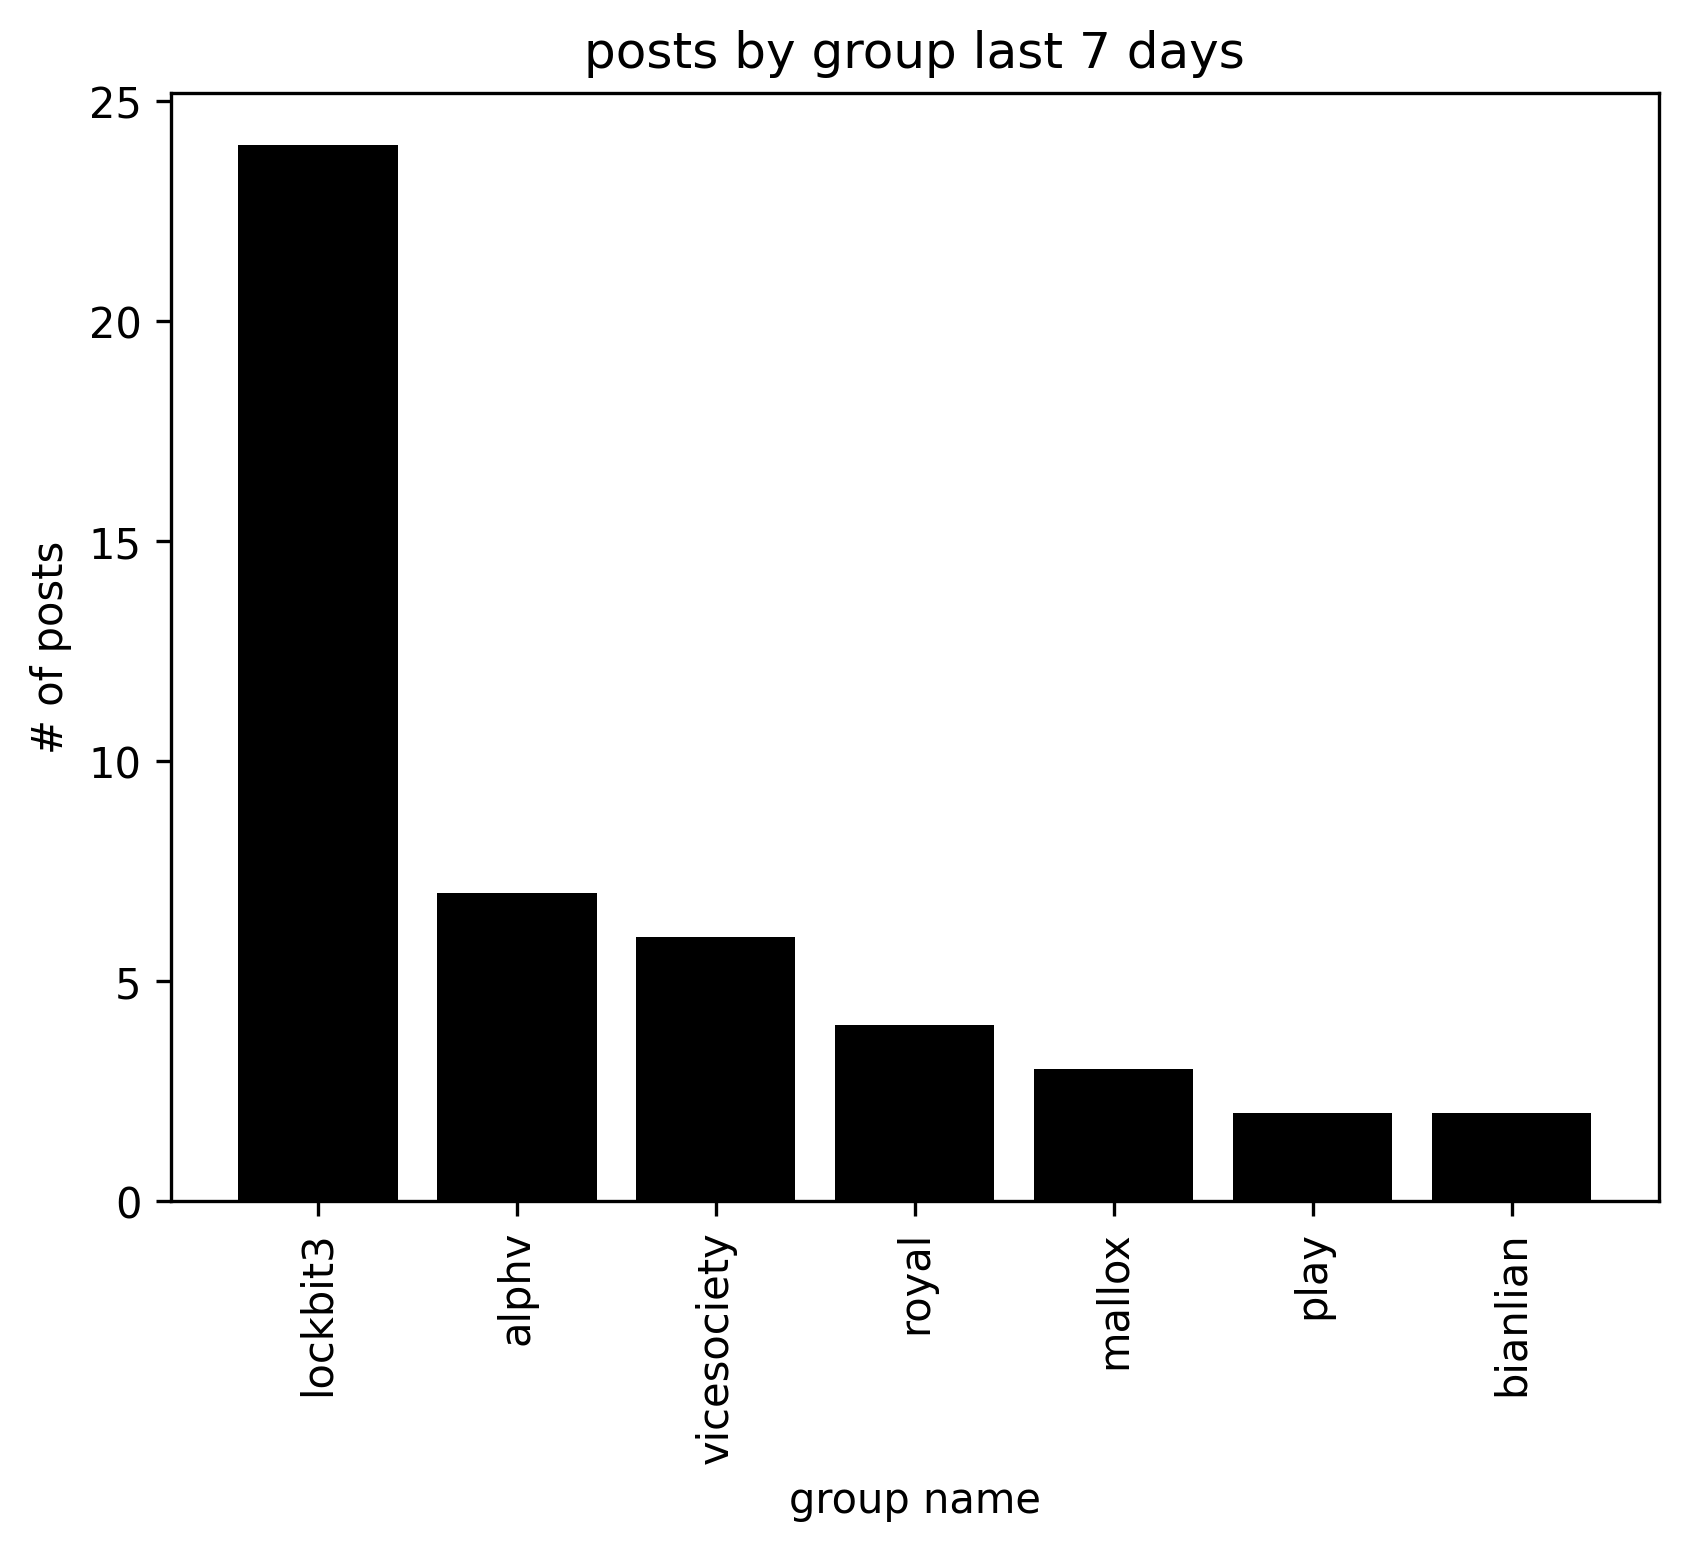 posts by group last 7 days
# of posts
25
20
15
10
5
0
lockbit3
alphv
vicesociety
royal
mallox
play
bianlian
group name